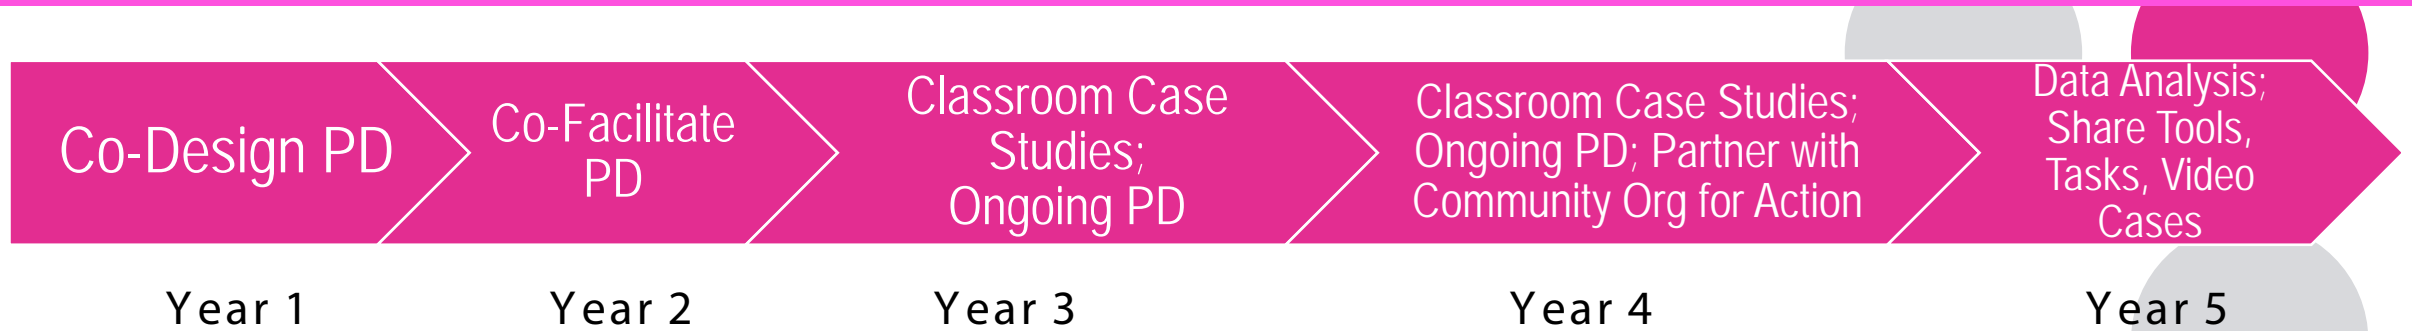 Co-Design PD
Co-Facilitate
PD
Classroom Case
Studies;
Ongoing PD
Classroom Case Studies;
Ongoing PD; Partner with
Community Org for Action
Data Analysis;
Share Tools,
Tasks, Video
Cases
Year 1
Year 2
Year 3
Year 4
Year 5